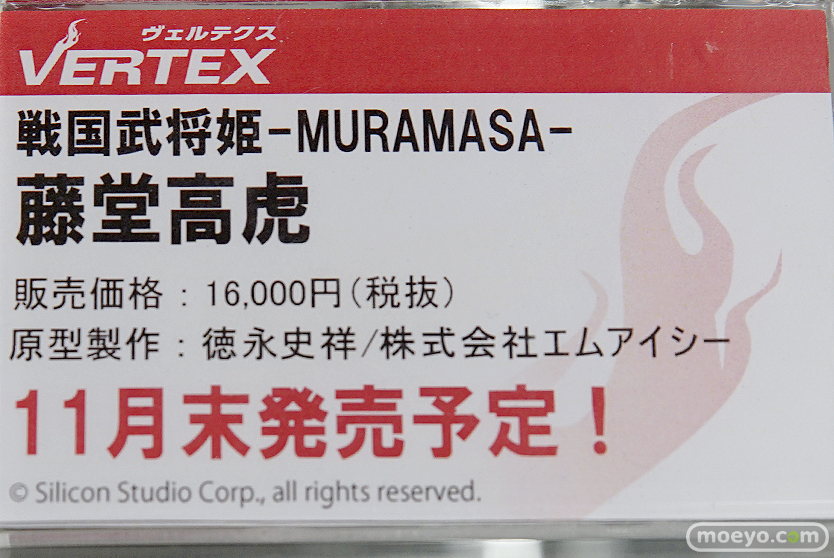 ヴェルテクス
VERTEX
戦国武将姫-MURAMASA-
藤堂高虎
販売価格：16,000円（税抜）
原型製作：徳永史祥/株式会社エムアイシー
11月末発売予定！
© Silicon Studio Corp., all rights reserved.
moeyo.com